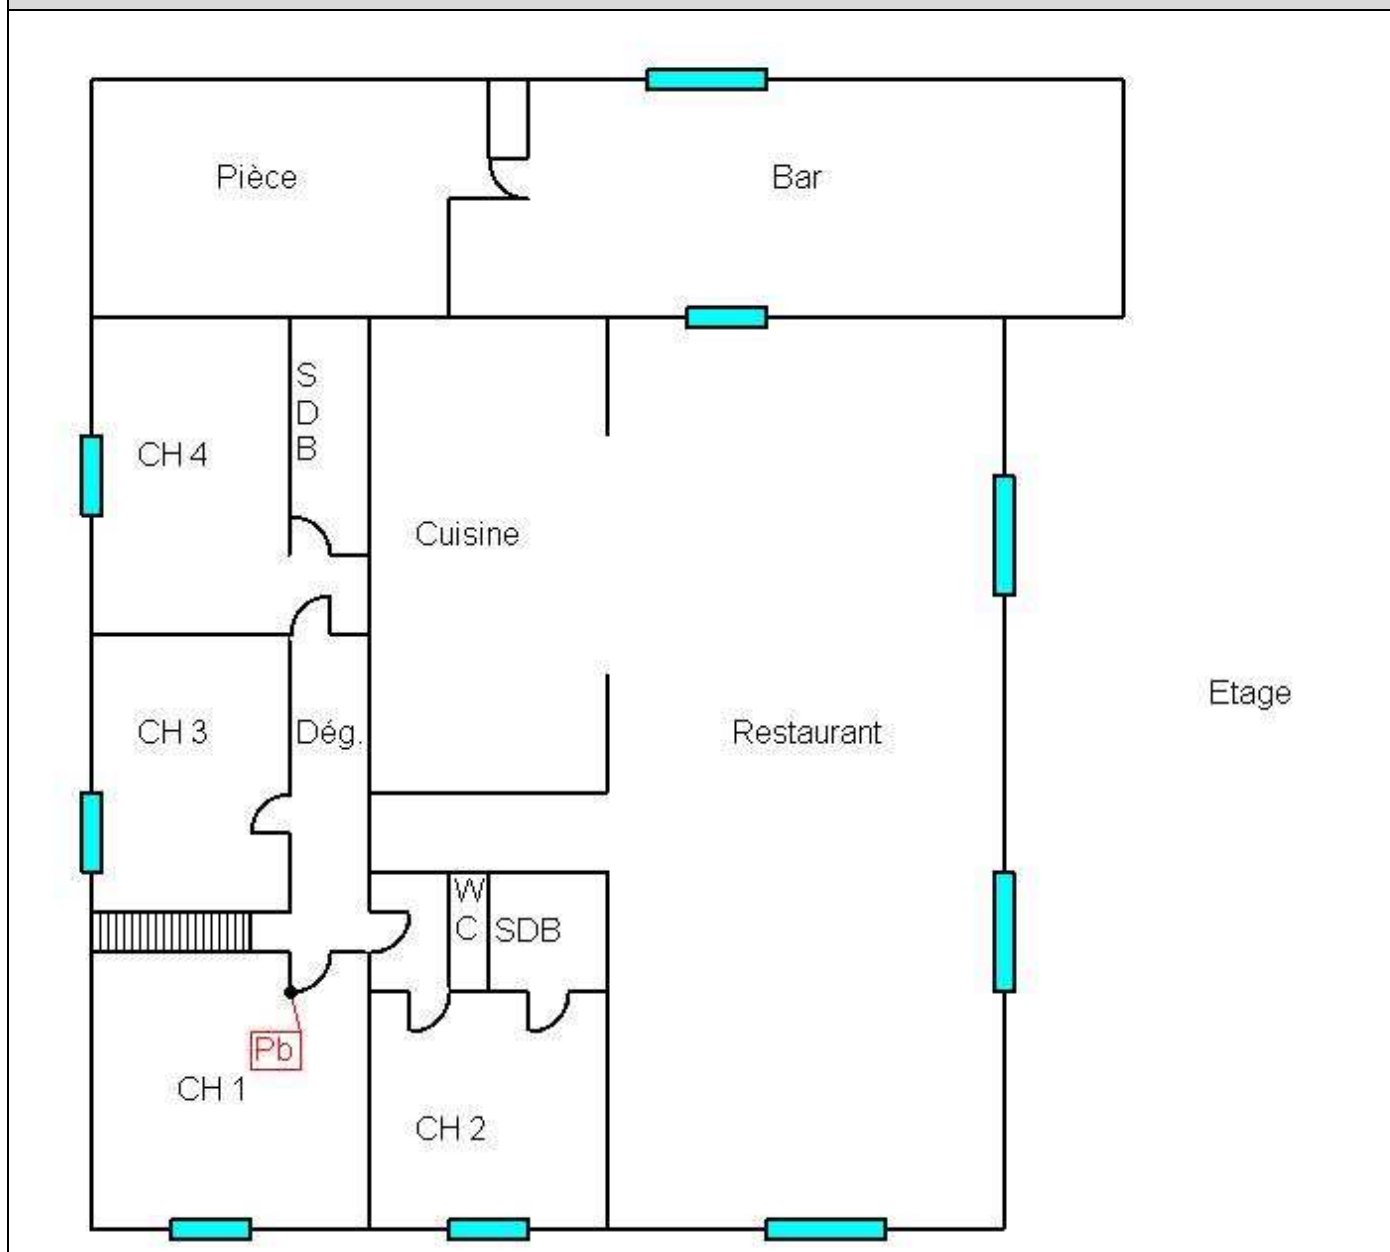 Pièce
Bar
S
D
B
CH 4
Cuisine
Etage
CH 3
Dég.
Restaurant
W
C
SDB
Pb
CH 1
CH 2